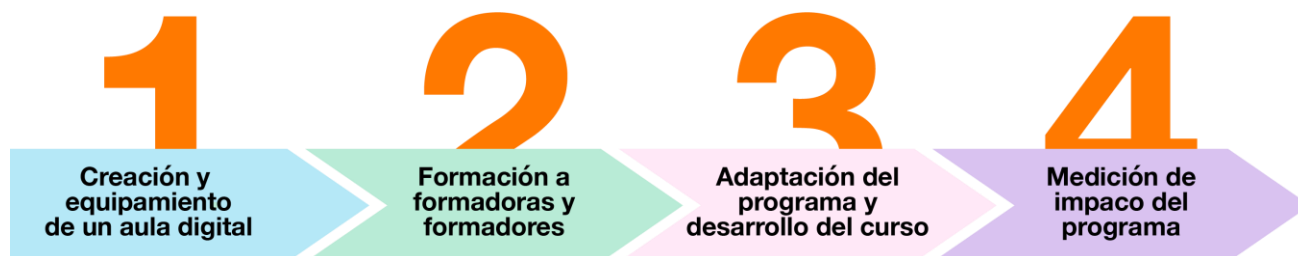 1
Creación y
equipamiento
de un aula digital
2
Formación a
formadoras y
formadores
3
Adaptación del
programa y
desarrollo del curso
4
Medición de
impaco del
programa